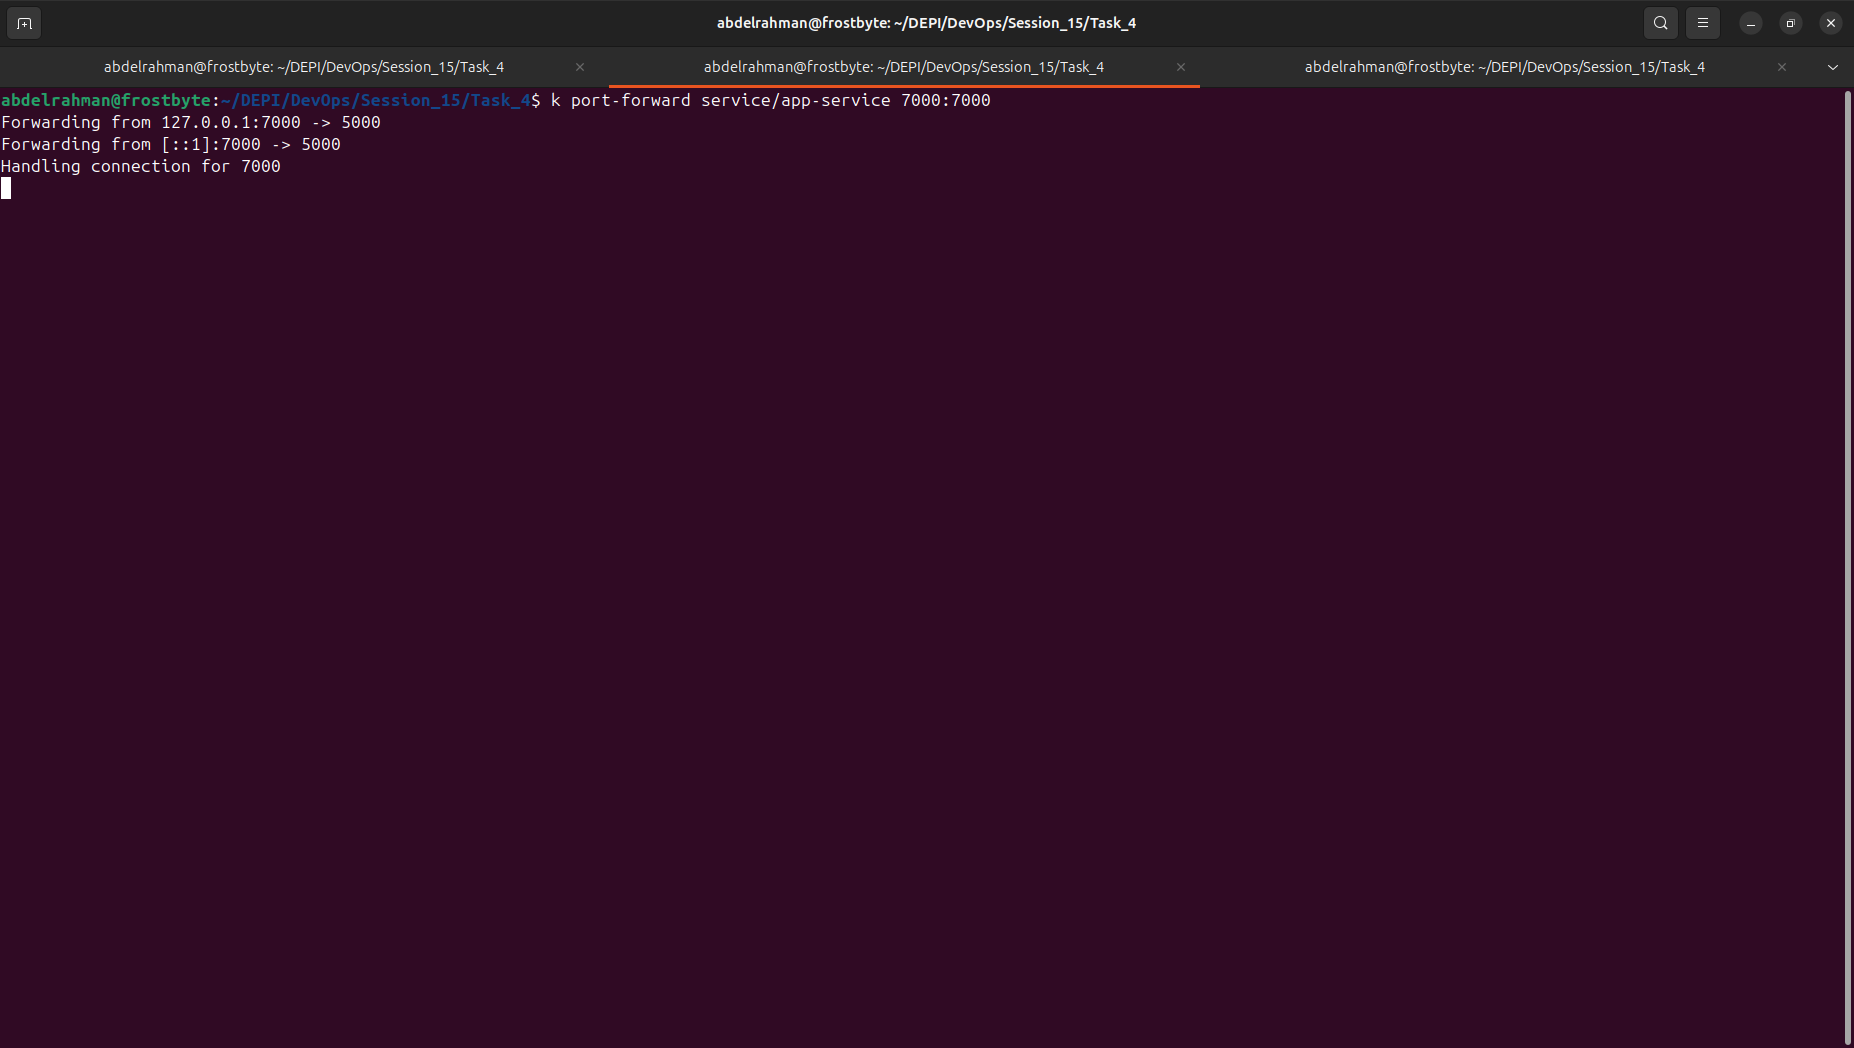 abdelrahman@frostbyte: ~/DEPI/DevOps/Session_15/Task_4
abdelrahman@frostbyte: ~/DEPI/DevOps/Session_15/Task_4 abdelrahman@frostbyte: ~/DEPI/DevOps/Session_15/Task_4 abdelrahman@frostbyte: ~/DEPI/DevOps/Session_15/Task_4
abdelrahman@frostbyte:~/DEPI/DevOps/Session_15/Task_4$ k port-forward service/app-service 7000:7000
Forwarding from 127.0.0.1:7000 -> 5000
Forwarding from [::1]:7000 -> 5000
Handling connection for 7000